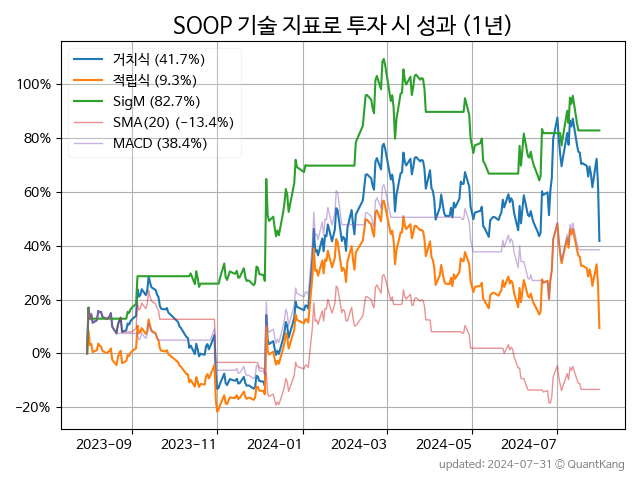 SOOP 기술 지표로 투자 시 성과 (1년)
거치식 (41.7%)
적립식 (9.3%)
SigM (82.7%)
SMA(20) (−13.4%)
MACD (38.4%)
100%
80%
60%
40%
20%
0%
−20%
2023-09
2023-11
2024-01
2024-03
2024-05
2024-07
updated: 2024-07-31 © QuantKang